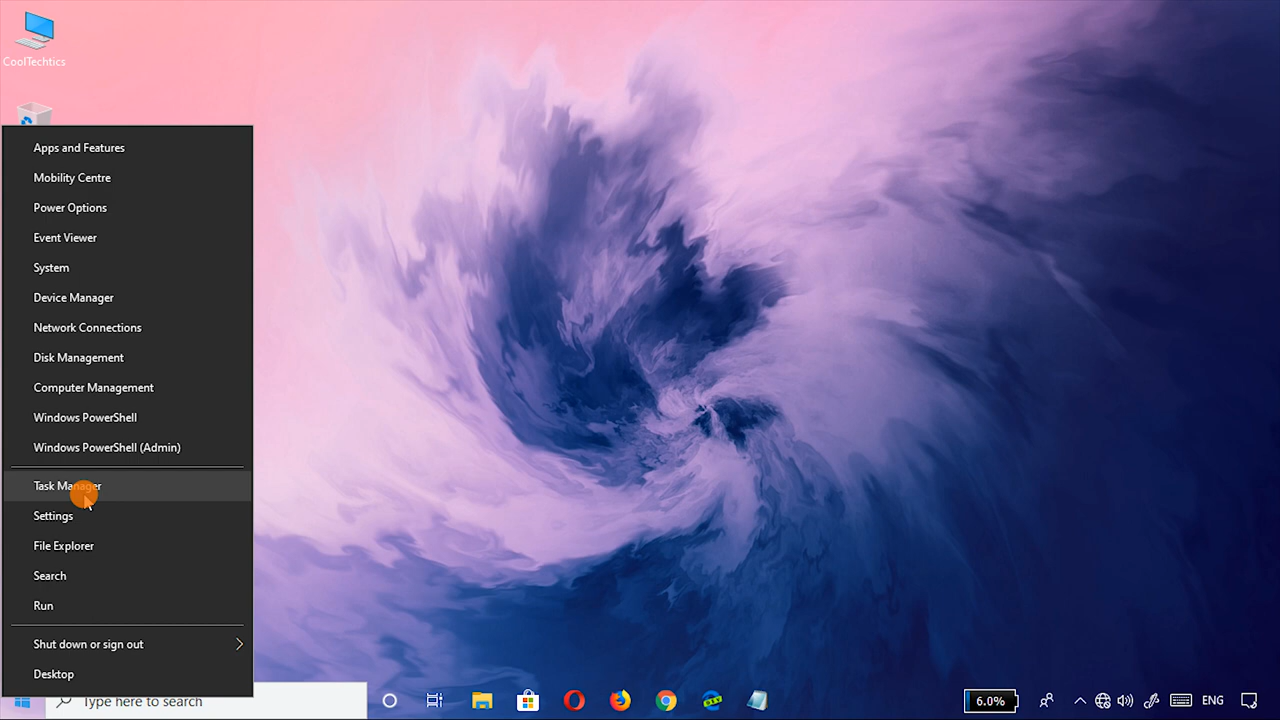 CoolTechtics
Apps and Features
Mobility Centre
Power Options
Event Viewer
System
Device Manager
Network Connections
Disk Management
Computer Management
Windows PowerShell
Windows PowerShell (Admin)
Task Manager
Settings
File Explorer
Search
Run
Shut down or sign out
Desktop
Type here to search
6.0%
ENG